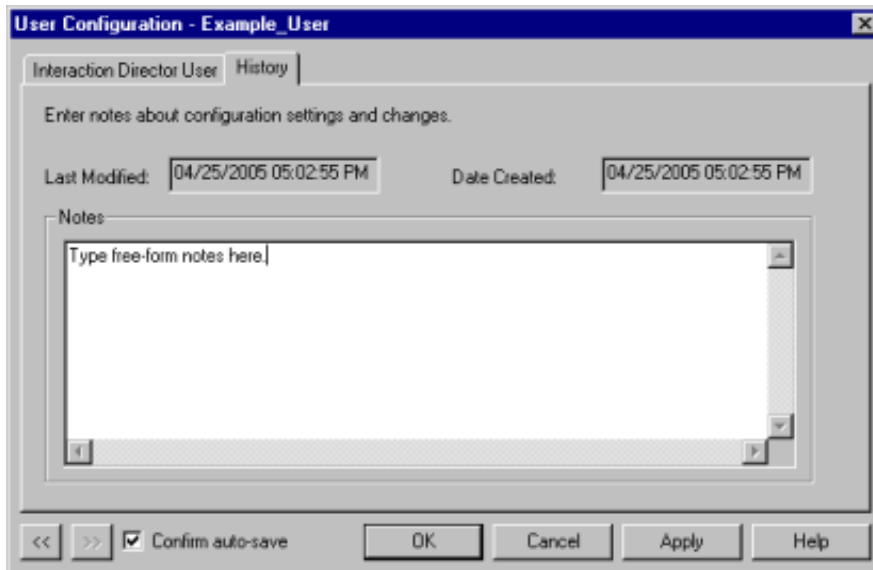 User Configuration - Example_User
Interaction Director User History
Enter notes about configuration settings and changes.
Last Modified: 04/25/2005 05:02:55 PM Date Created: 04/25/2005 05:02:55 PM
Notes
Type free-form notes here.
<< >> Confirm auto-save OK Cancel Apply Help